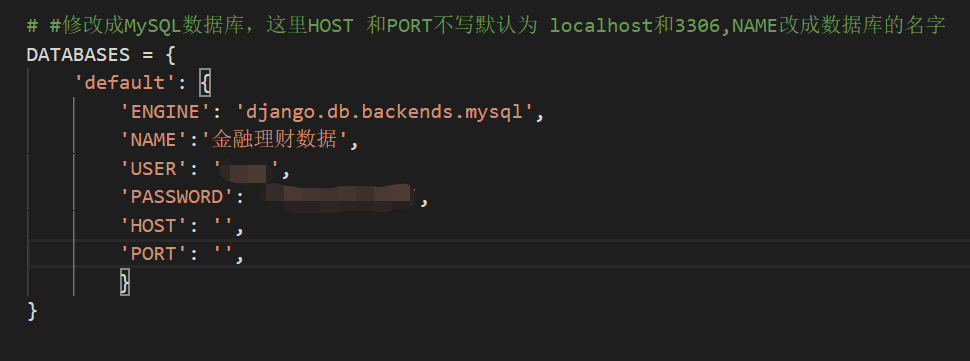 # #修改成MySQL数据库，这里HOST 和PORT不写默认为 localhost和3306,NAME改成数据库的名字
DATABASES = {
'default': {
'ENGINE': 'django.db.backends.mysql',
'NAME':'金融理财数据',
'USER': '',
'PASSWORD': ',
'HOST': '',
'PORT': '',
}
}